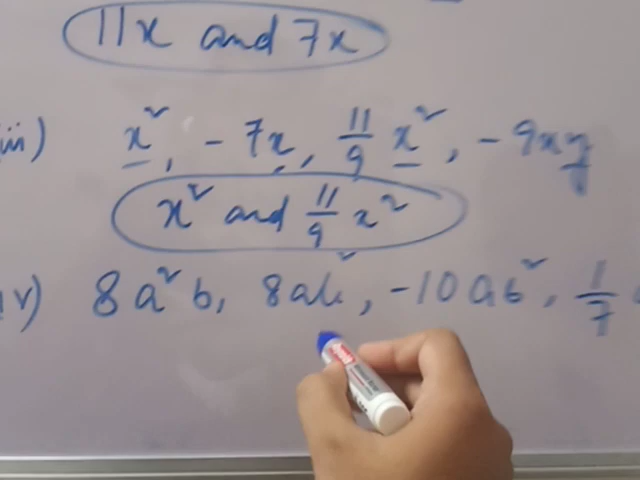 11x and 7x
iii) x², - 7x, 11/9 x², - 9xy
x² and 11/9 x²
iv) 8a²b, 8ab², -10ab², 1/7